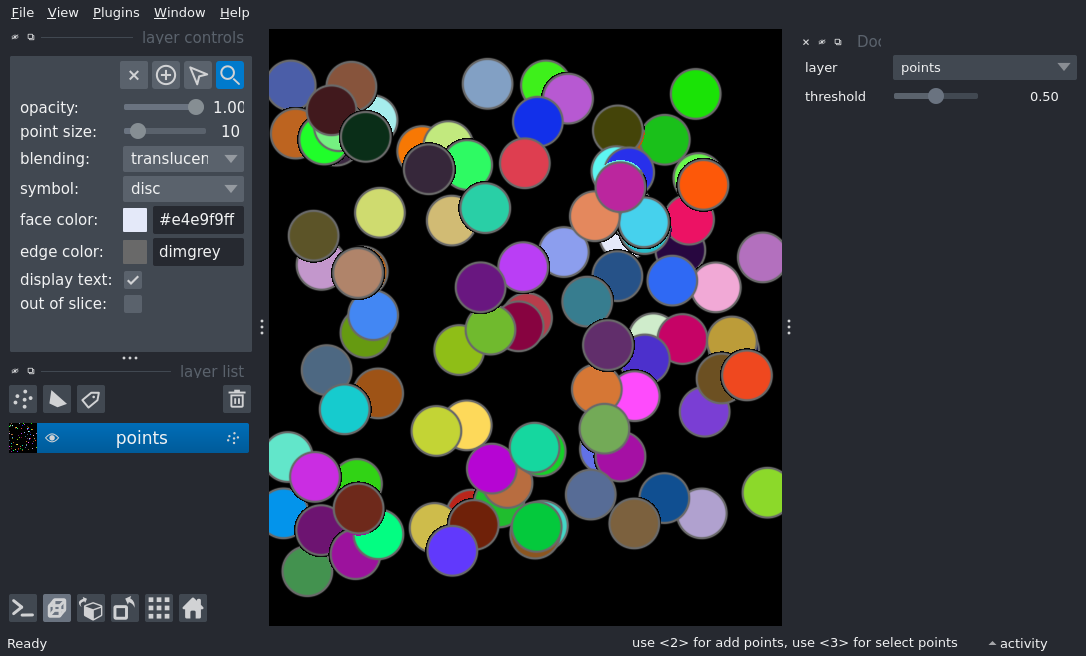 File View Plugins Window Help
layer controls
opacity: 1.00
point size: 10
blending: translucen
symbol: disc
face color: #e4e9f9ff
edge color: dimgrey
display text:
out of slice:
layer list
points
Doc
layer points
threshold 0.50
Ready
use <2> for add points, use <3> for select points
activity